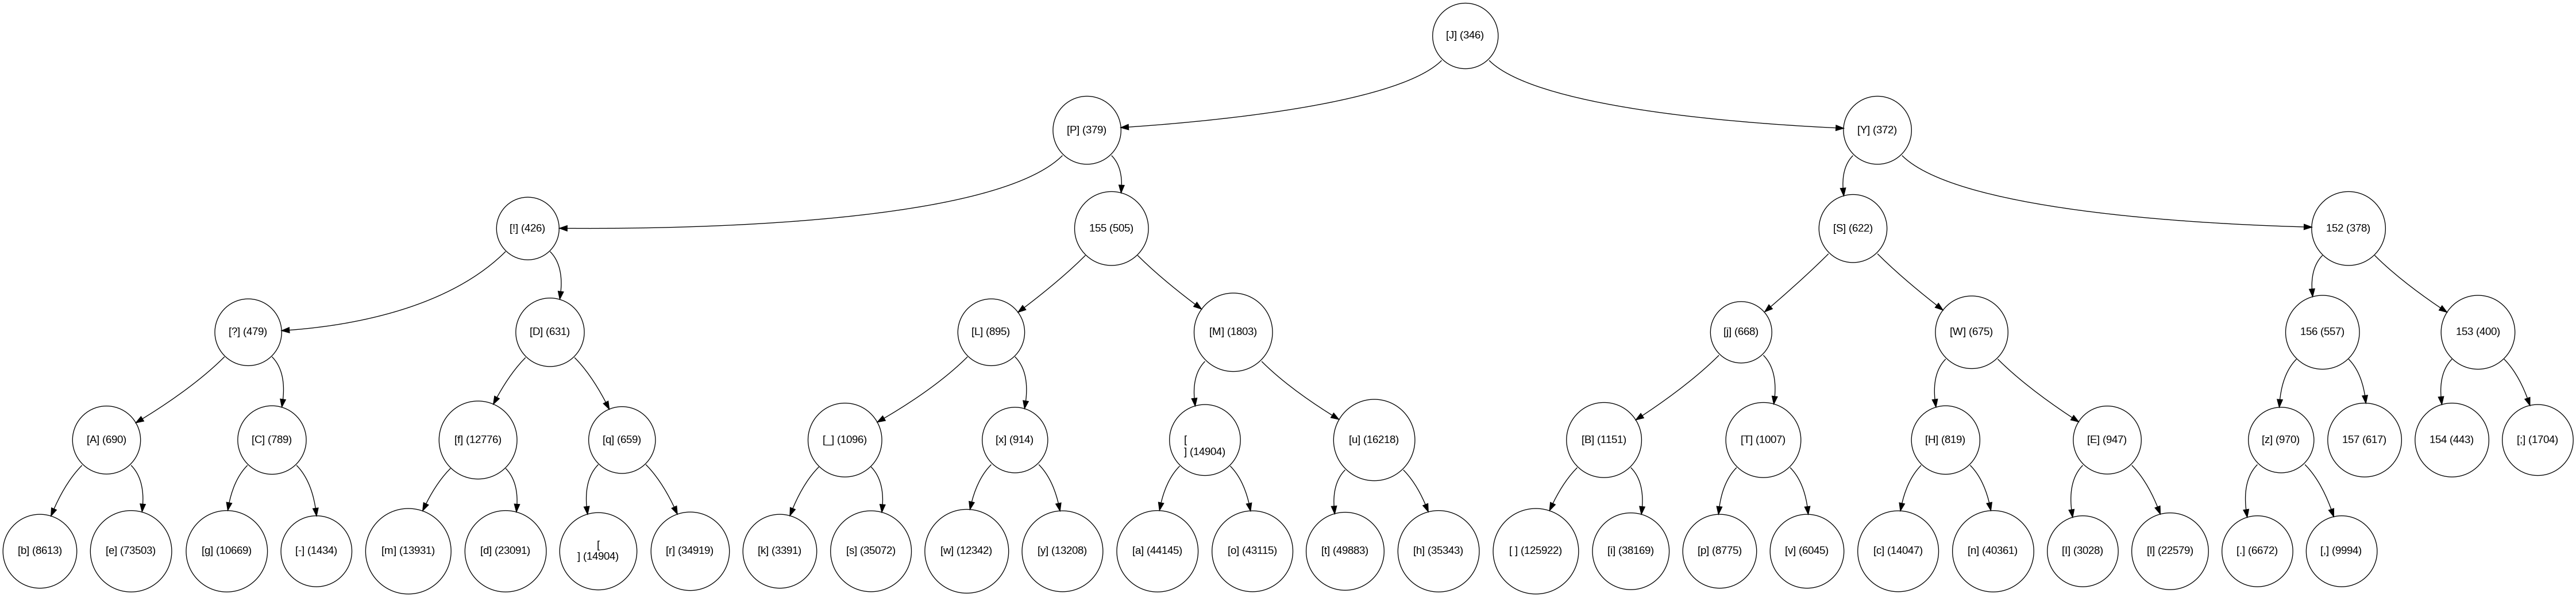 [J] (346)
[P] (379)
[Y] (372)
[!] (426)
155 (505)
[S] (622)
152 (378)
[?] (479)
[D] (631)
[L] (895)
[M] (1803)
[j] (668)
[W] (675)
156 (557)
153 (400)
[A] (690)
[C] (789)
[f] (12776)
[q] (659)
[_] (1096)
[x] (914)
[
] (14904)
[u] (16218)
[B] (1151)
[T] (1007)
[H] (819)
[E] (947)
[z] (970)
157 (617)
154 (443)
[;] (1704)
[b] (8613)
[e] (73503)
[g] (10669)
[-] (1434)
[m] (13931)
[d] (23091)
[
] (14904)
[r] (34919)
[k] (3391)
[s] (35072)
[w] (12342)
[y] (13208)
[a] (44145)
[o] (43115)
[t] (49883)
[h] (35343)
[ ] (125922)
[i] (38169)
[p] (8775)
[v] (6045)
[c] (14047)
[n] (40361)
[I] (3028)
[l] (22579)
[.] (6672)
[,] (9994)